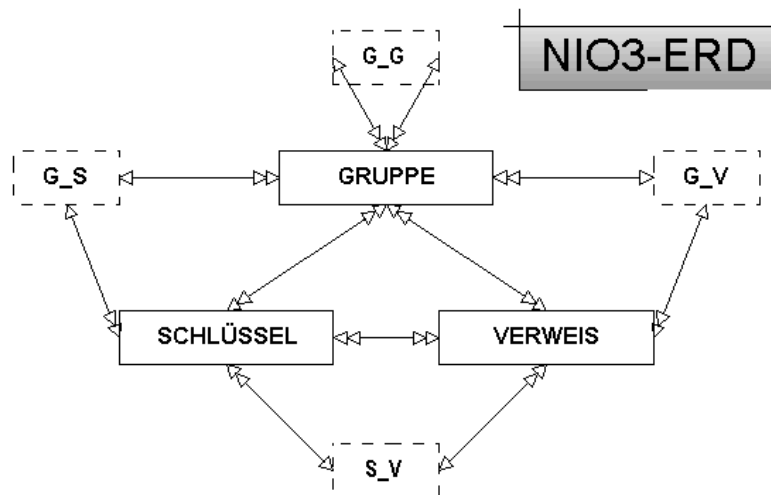 G_G
NIO3-ERD
G_S
GRUPPE
G_V
SCHLÜSSEL
VERWEIS
S_V